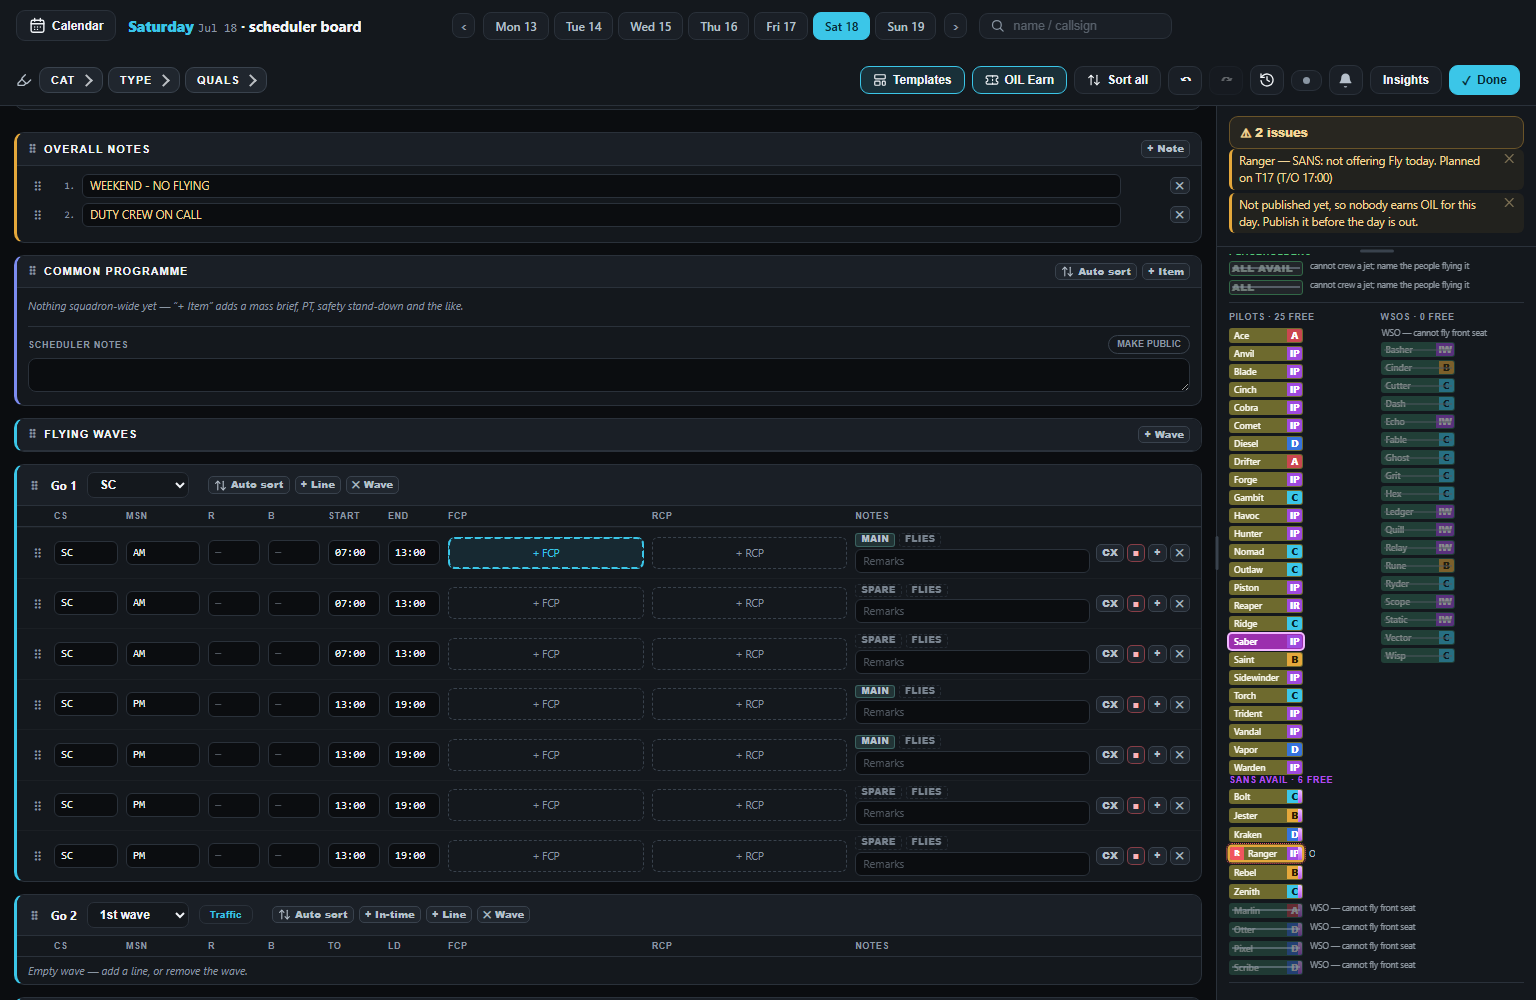 Calendar
Saturday Jul 18 · scheduler board
Mon 13
Tue 14
Wed 15
Thu 16
Fri 17
Sat 18
Sun 19
name / callsign
CAT
TYPE
QUALS
Templates
OIL Earn
Sort all
Insights
✓ Done
OVERALL NOTES
+ Note
1. WEEKEND - NO FLYING
2. DUTY CREW ON CALL
COMMON PROGRAMME
Auto sort
+ Item
Nothing squadron-wide yet — "+ Item" adds a mass brief, PT, safety stand-down and the like.
SCHEDULER NOTES
MAKE PUBLIC
FLYING WAVES
+ Wave
Go 1 SC
Auto sort
+ Line
✕ Wave
CS MSN R B START END FCP RCP NOTES
MAIN FLIES
SC AM – – 07:00 13:00 + FCP + RCP Remarks CX
SPARE FLIES
SC AM – – 07:00 13:00 + FCP + RCP Remarks CX
SPARE FLIES
SC AM – – 07:00 13:00 + FCP + RCP Remarks CX
MAIN FLIES
SC PM – – 13:00 19:00 + FCP + RCP Remarks CX
MAIN FLIES
SC PM – – 13:00 19:00 + FCP + RCP Remarks CX
SPARE FLIES
SC PM – – 13:00 19:00 + FCP + RCP Remarks CX
SPARE FLIES
SC PM – – 13:00 19:00 + FCP + RCP Remarks CX
Go 2 1st wave
Traffic
Auto sort
+ In-time
+ Line
✕ Wave
CS MSN R B TO LD FCP RCP NOTES
Empty wave — add a line, or remove the wave.
⚠ 2 issues
Ranger — SANS: not offering Fly today. Planned
on T17 (T/O 17:00)
Not published yet, so nobody earns OIL for this
day. Publish it before the day is out.
ALL AVAIL cannot crew a jet; name the people flying it
ALL cannot crew a jet; name the people flying it
PILOTS · 25 FREE
Ace A
Anvil IP
Blade IP
Cinch IP
Cobra IP
Comet IP
Diesel D
Drifter A
Forge IP
Gambit C
Havoc IP
Hunter IP
Nomad C
Outlaw C
Piston IP
Reaper IR
Ridge C
Saber IP
Saint B
Sidewinder IP
Torch C
Trident IP
Vandal IP
Vapor D
Warden IP
WSOS · 0 FREE
WSO — cannot fly front seat
Basher IW
Cinder B
Cutter C
Dash C
Echo IW
Fable C
Ghost C
Grit C
Hex C
Ledger IW
Quill IW
Relay IW
Rune B
Ryder C
Scope IW
Static IW
Vector C
Wisp C
SANS AVAIL · 6 FREE
Bolt C
Jester B
Kraken D
R Ranger IP O
Rebel B
Zenith C
Marlin A WSO — cannot fly front seat
Otter D WSO — cannot fly front seat
Pixel D WSO — cannot fly front seat
Scribe D WSO — cannot fly front seat